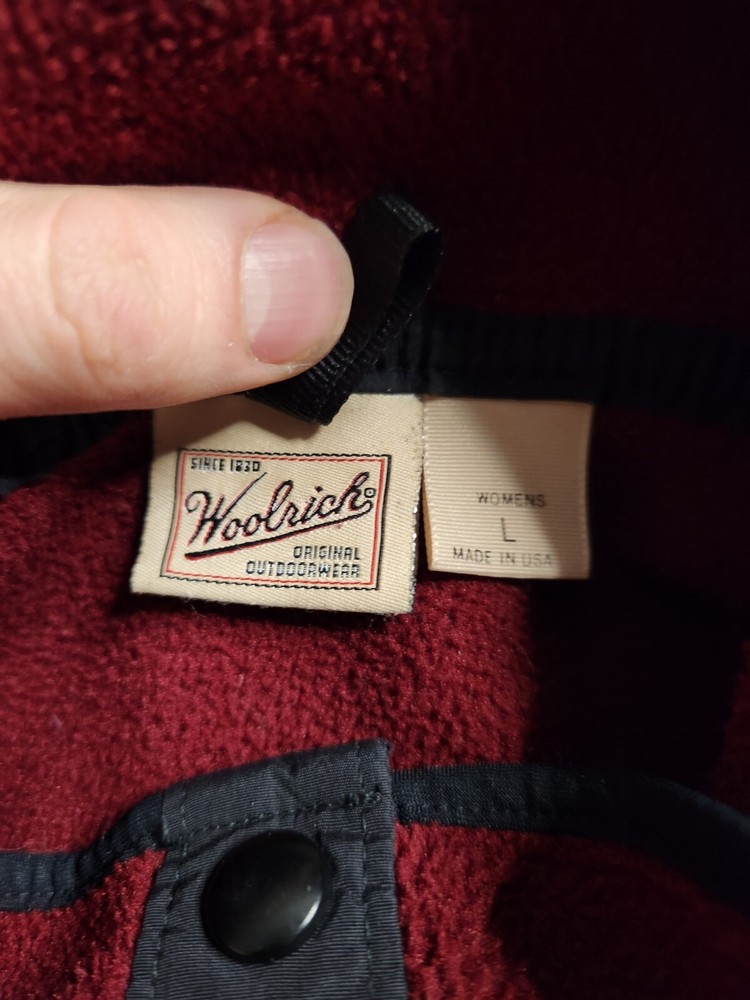 SINCE 1830
Woolrich®
ORIGINAL
OUTDOORWEAR
WOMENS
L
MADE IN USA